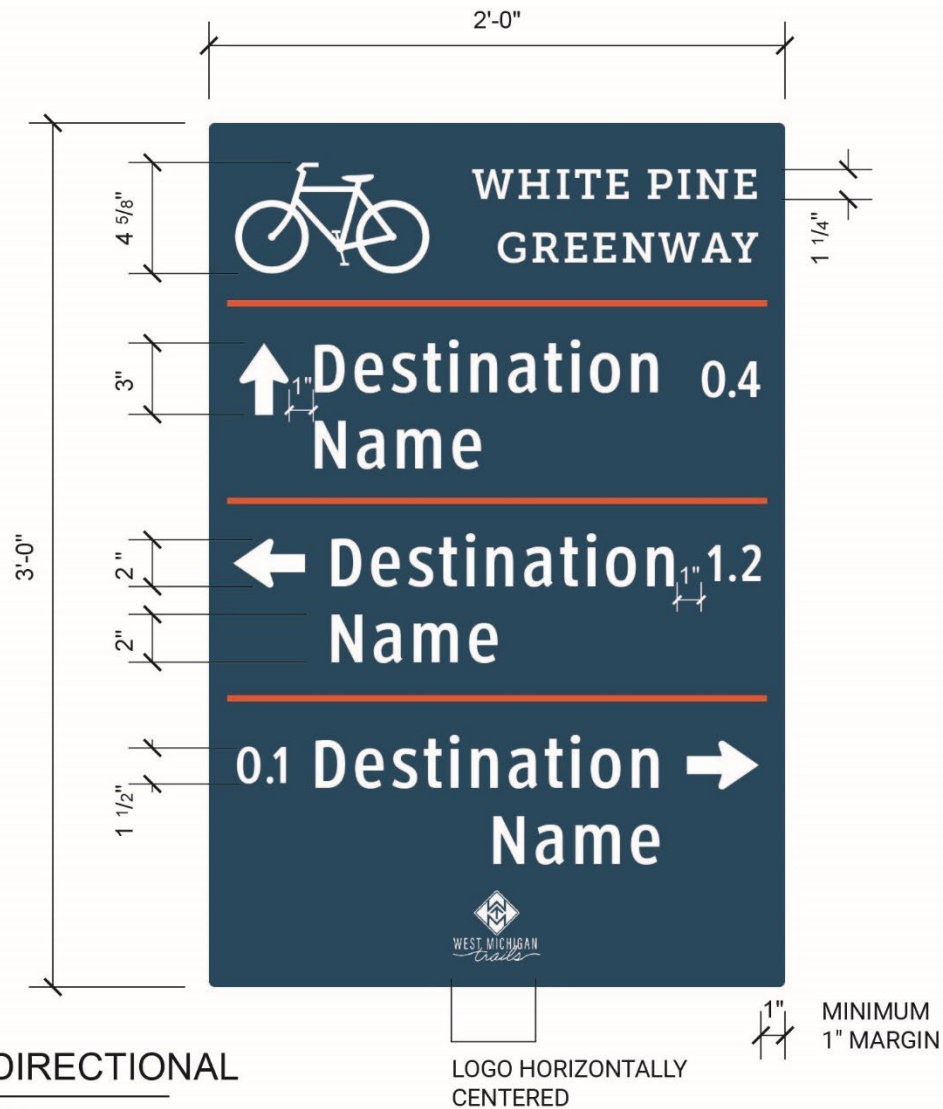 2'-0"
WHITE PINE
GREENWAY
4 5/8"
1 1/4"
3"
1"
Destination 0.4
Name
3'-0"
2 "
Destination 1" 1.2
2"
Name
0.1 Destination
1 1/2"
Name
WEST MICHIGAN
trails
1" MINIMUM
1" MARGIN
DIRECTIONAL
LOGO HORIZONTALLY
CENTERED